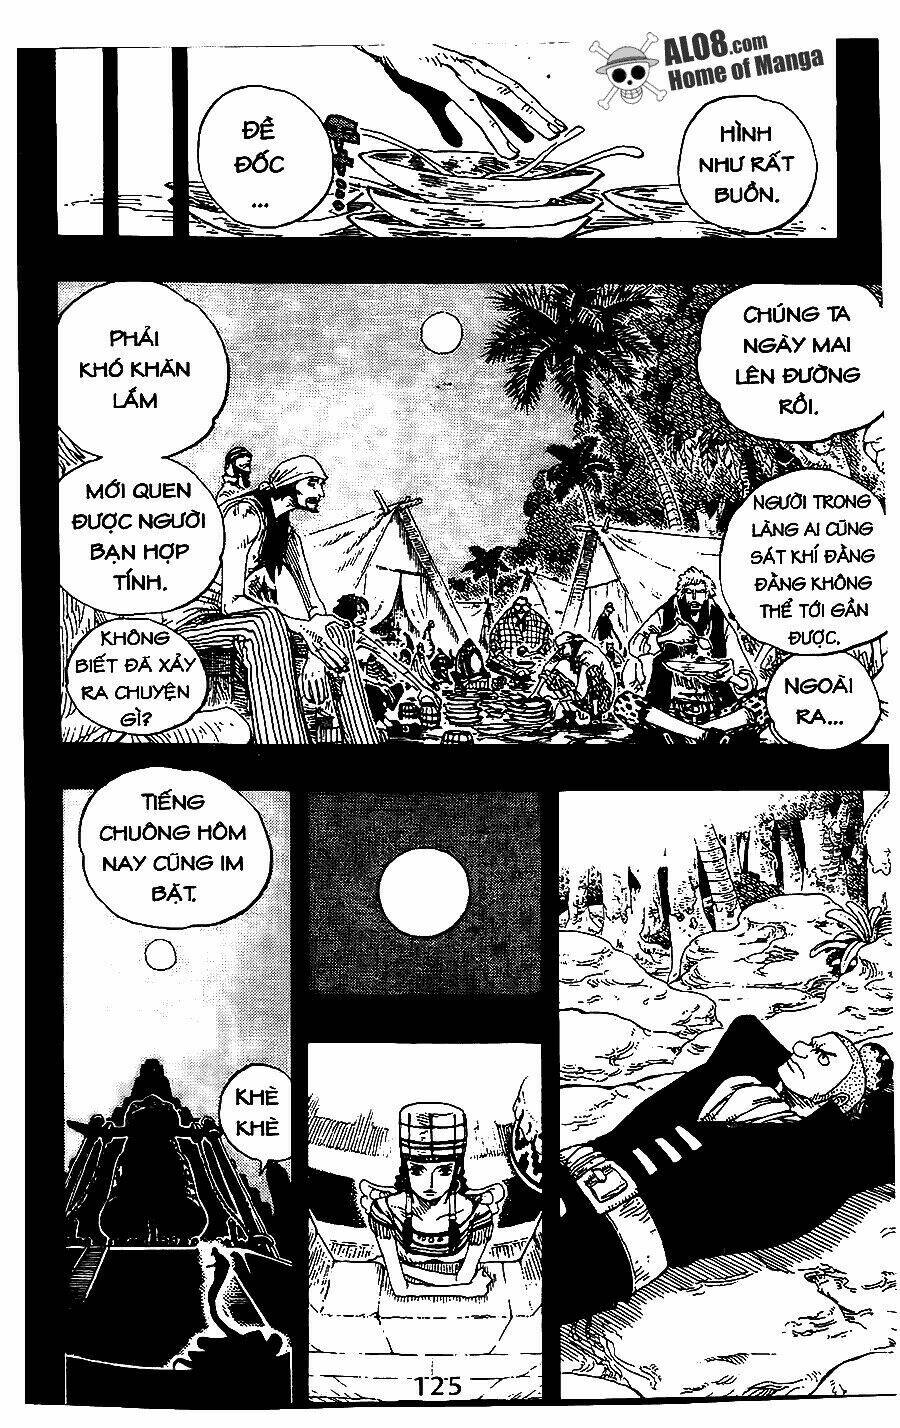 AL08.com
Home of Manga
HÌNH
NHƯ RẤT
BUỒN.
ĐỀ
ĐỐC
...
CHÚNG TA
NGÀY MAI
LÊN ĐƯỜNG
RỒI.
NGƯỜI TRONG
LÀNG AI CŨNG
SÁT KHÍ ĐẰNG
ĐẰNG KHÔNG
THỂ TỚI GẦN
ĐƯỢC.
NGOÀI
RA...
PHẢI
KHÓ KHĂN
LẮM
MỚI QUEN
ĐƯỢC NGƯỜI
BẠN HỢP
TÍNH.
KHÔNG
BIẾT ĐÃ XẢY
RA CHUYỆN
GÌ?
TIẾNG
CHUÔNG HÔM
NAY CŨNG IM
BẶT.
KHÈ
KHÈ
125